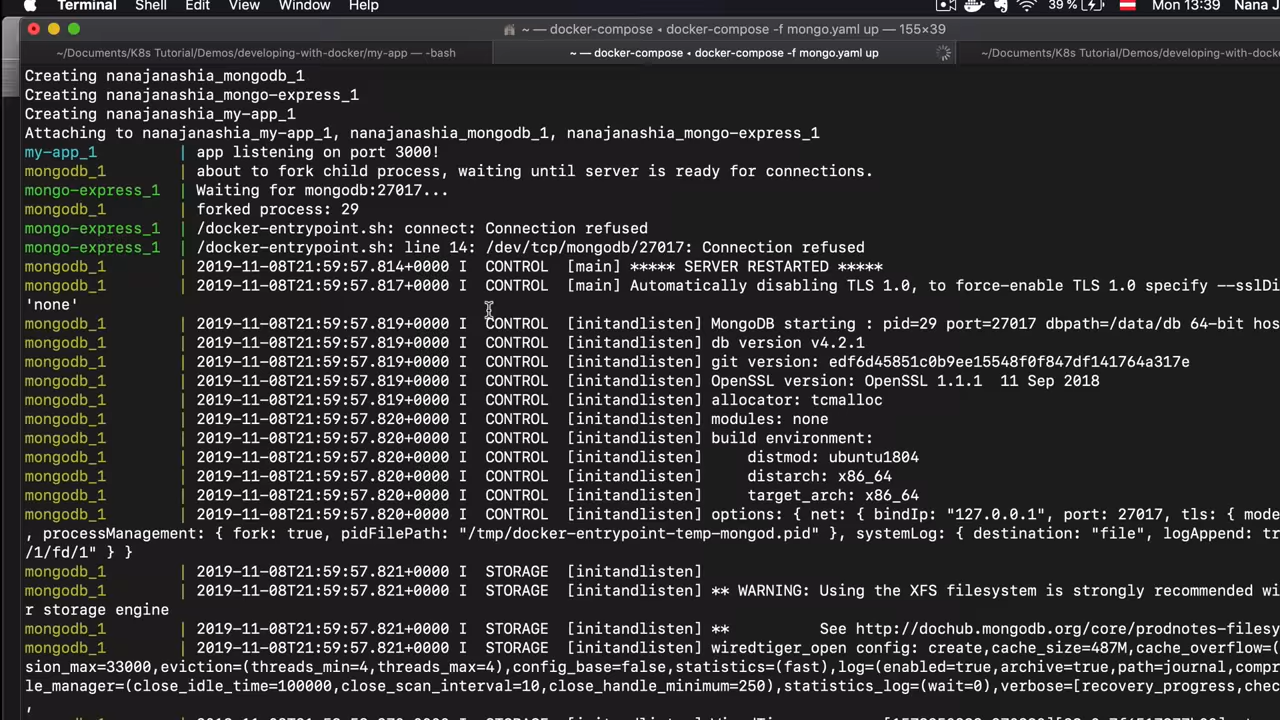 Terminal Shell Edit View Window Help 39 % Mon 13:39 Nana J
~ — docker-compose ◂ docker-compose -f mongo.yaml up — 155×39
~/Documents/K8s Tutorial/Demos/developing-with-docker/my-app — -bash
~ — docker-compose ◂ docker-compose -f mongo.yaml up
~/Documents/K8s Tutorial/Demos/developing-with-dock
Creating nanajanashia_mongodb_1
Creating nanajanashia_mongo-express_1
Creating nanajanashia_my-app_1
Attaching to nanajanashia_my-app_1, nanajanashia_mongodb_1, nanajanashia_mongo-express_1
my-app_1 | app listening on port 3000!
mongodb_1 | about to fork child process, waiting until server is ready for connections.
mongo-express_1 | Waiting for mongodb:27017...
mongodb_1 | forked process: 29
mongo-express_1 | /docker-entrypoint.sh: connect: Connection refused
mongo-express_1 | /docker-entrypoint.sh: line 14: /dev/tcp/mongodb/27017: Connection refused
mongodb_1 | 2019-11-08T21:59:57.814+0000 I CONTROL [main] ***** SERVER RESTARTED *****
mongodb_1 | 2019-11-08T21:59:57.817+0000 I CONTROL [main] Automatically disabling TLS 1.0, to force-enable TLS 1.0 specify --sslDi
'none'
mongodb_1 | 2019-11-08T21:59:57.819+0000 I CONTROL [initandlisten] MongoDB starting : pid=29 port=27017 dbpath=/data/db 64-bit hos
mongodb_1 | 2019-11-08T21:59:57.819+0000 I CONTROL [initandlisten] db version v4.2.1
mongodb_1 | 2019-11-08T21:59:57.819+0000 I CONTROL [initandlisten] git version: edf6d45851c0b9ee15548f0f847df141764a317e
mongodb_1 | 2019-11-08T21:59:57.819+0000 I CONTROL [initandlisten] OpenSSL version: OpenSSL 1.1.1 11 Sep 2018
mongodb_1 | 2019-11-08T21:59:57.819+0000 I CONTROL [initandlisten] allocator: tcmalloc
mongodb_1 | 2019-11-08T21:59:57.820+0000 I CONTROL [initandlisten] modules: none
mongodb_1 | 2019-11-08T21:59:57.820+0000 I CONTROL [initandlisten] build environment:
mongodb_1 | 2019-11-08T21:59:57.820+0000 I CONTROL [initandlisten] distmod: ubuntu1804
mongodb_1 | 2019-11-08T21:59:57.820+0000 I CONTROL [initandlisten] distarch: x86_64
mongodb_1 | 2019-11-08T21:59:57.820+0000 I CONTROL [initandlisten] target_arch: x86_64
mongodb_1 | 2019-11-08T21:59:57.820+0000 I CONTROL [initandlisten] options: { net: { bindIp: "127.0.0.1", port: 27017, tls: { mode
, processManagement: { fork: true, pidFilePath: "/tmp/docker-entrypoint-temp-mongod.pid" }, systemLog: { destination: "file", logAppend: tr
/1/fd/1" } }
mongodb_1 | 2019-11-08T21:59:57.821+0000 I STORAGE [initandlisten]
mongodb_1 | 2019-11-08T21:59:57.821+0000 I STORAGE [initandlisten] ** WARNING: Using the XFS filesystem is strongly recommended wi
r storage engine
mongodb_1 | 2019-11-08T21:59:57.821+0000 I STORAGE [initandlisten] ** See http://dochub.mongodb.org/core/prodnotes-filesy
mongodb_1 | 2019-11-08T21:59:57.821+0000 I STORAGE [initandlisten] wiredtiger_open config: create,cache_size=487M,cache_overflow=(
sion_max=33000,eviction=(threads_min=4,threads_max=4),config_base=false,statistics=(fast),log=(enabled=true,archive=true,path=journal,compr
le_manager=(close_idle_time=100000,close_scan_interval=10,close_handle_minimum=250),statistics_log=(wait=0),verbose=[recovery_progress,chec
,